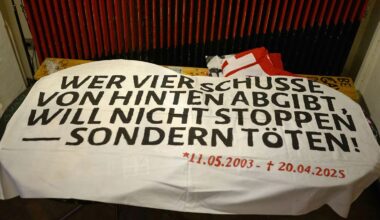 WER VIER SCHÜSSE
VON HINTEN ABGIBT,
WILL NICHT STOPPEN
— SONDERN TÖTEN!
*11.05.2003 - † 20.04.2025